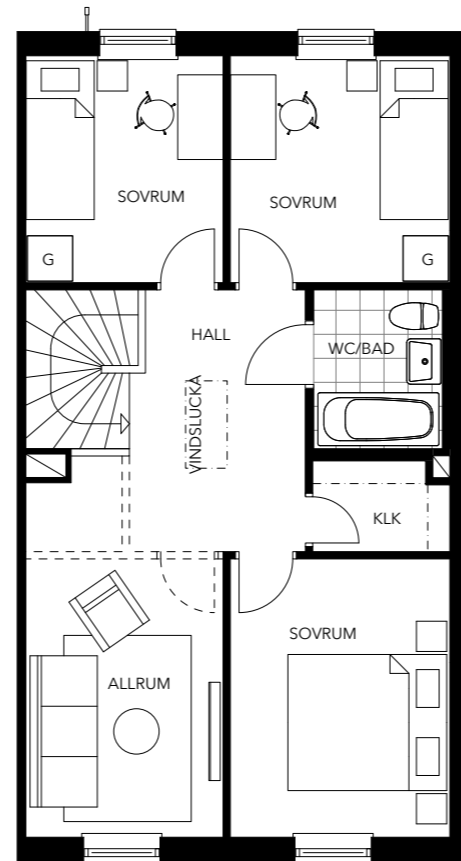 SOVRUM
SOVRUM
G
G
HALL
WC/BAD
VINDSLUCKA
KLK
SOVRUM
ALLRUM